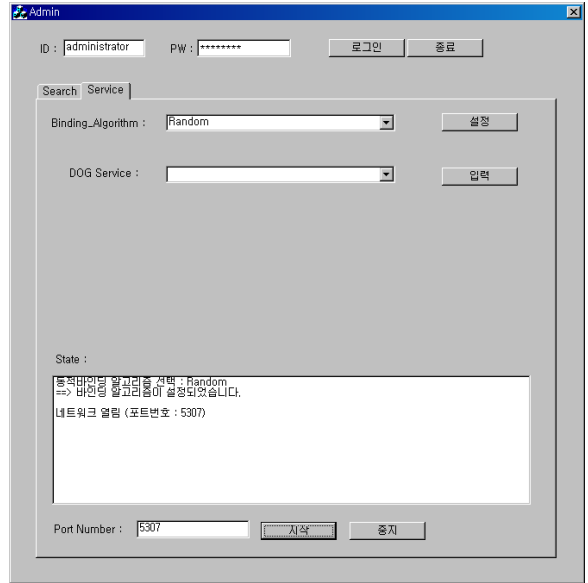 Admin
ID : administrator PW : ******** 로그인 종료
Search Service
Binding_Algorithm : Random 설정
DOG Service : 입력
State :
동적바인딩 알고리즘 선택 : Random
==> 바인딩 알고리즘이 설정되었습니다.
네트워크 열림 (포트번호 : 5307)
Port Number : 5307 시작 중지